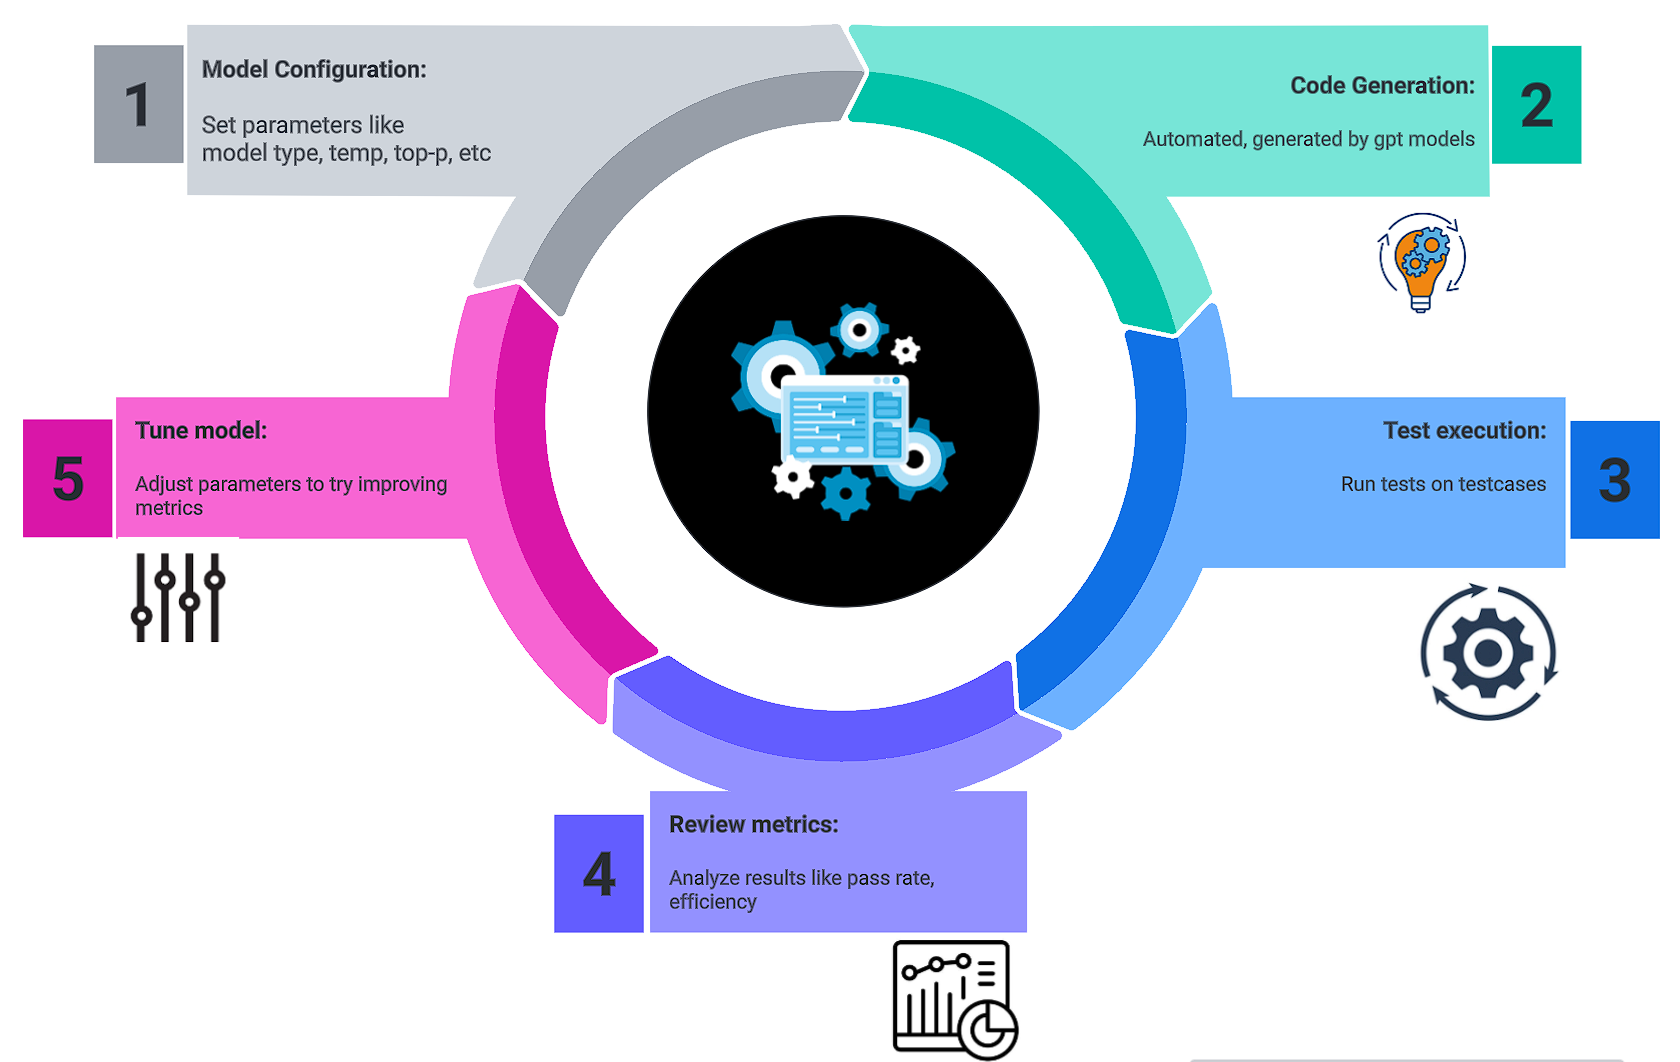 1
Model Configuration:
Set parameters like
model type, temp, top-p, etc
2
Code Generation:
Automated, generated by gpt models
3
Test execution:
Run tests on testcases
4
Review metrics:
Analyze results like pass rate,
efficiency
5
Tune model:
Adjust parameters to try improving
metrics